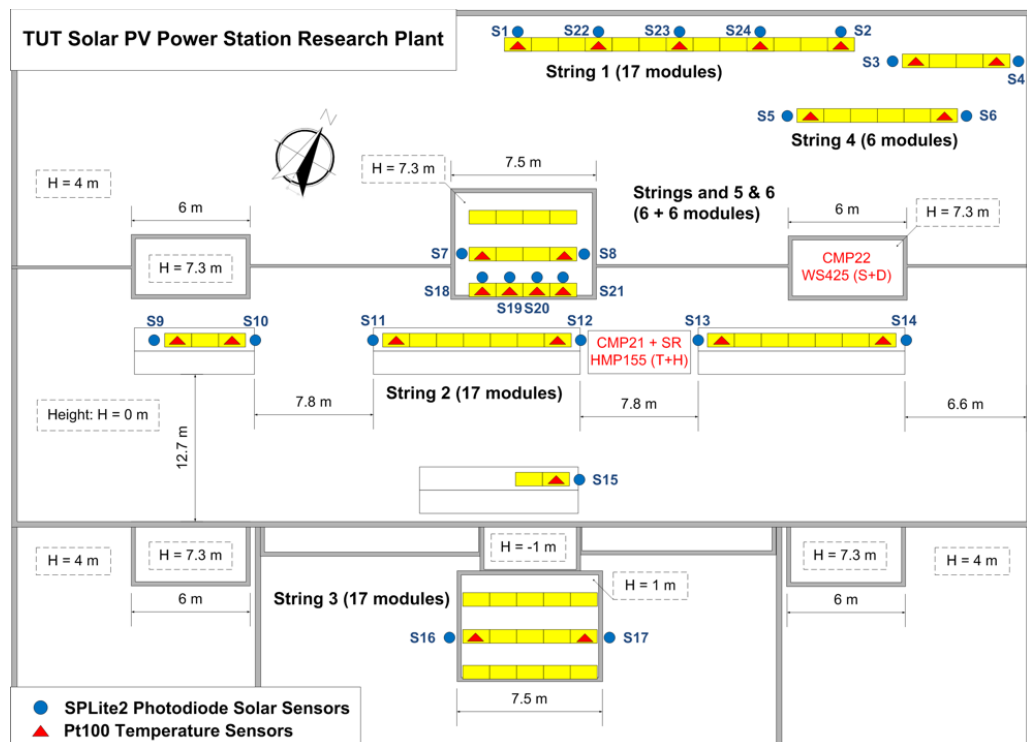 TUT Solar PV Power Station Research Plant
S1
S22
S23
S24
S2
String 1 (17 modules)
S3
S4
S5
S6
String 4 (6 modules)
N
H = 4 m
H = 7.3 m
7.5 m
Strings and 5 & 6
(6 + 6 modules)
6 m
6 m
H = 7.3 m
H = 7.3 m
S7
S8
CMP22
WS425 (S+D)
S18
S21
S19 S20
S9
S10
S11
S12
S13
S14
CMP21 + SR
HMP155 (T+H)
String 2 (17 modules)
7.8 m
7.8 m
6.6 m
Height: H = 0 m
12.7 m
S15
H = 4 m
H = 7.3 m
H = -1 m
H = 7.3 m
H = 4 m
H = 1 m
6 m
String 3 (17 modules)
6 m
S16
S17
7.5 m
SPLite2 Photodiode Solar Sensors
Pt100 Temperature Sensors